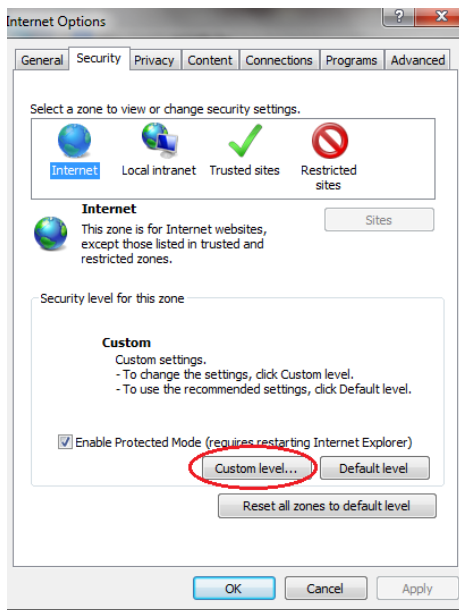 Internet Options
General Security Privacy Content Connections Programs Advanced
Select a zone to view or change security settings.
Internet Local intranet Trusted sites Restricted
sites
Internet
Sites
This zone is for Internet websites,
except those listed in trusted and
restricted zones.
Security level for this zone
Custom
Custom settings.
- To change the settings, click Custom level.
- To use the recommended settings, click Default level.
Enable Protected Mode (requires restarting Internet Explorer)
Custom level... Default level
Reset all zones to default level
OK Cancel Apply